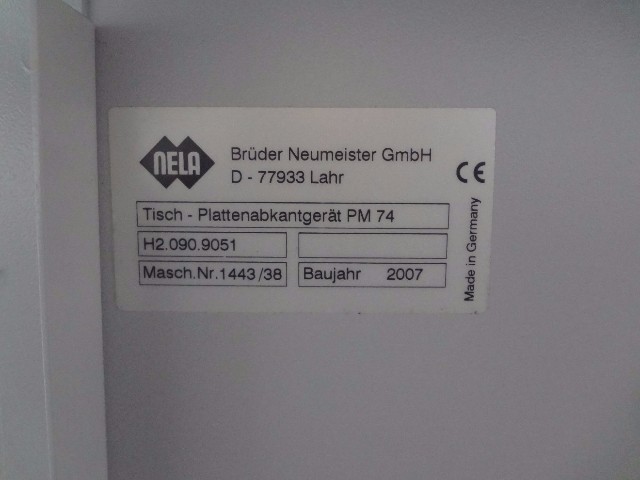 NELA
Brüder Neumeister GmbH
D - 77933 Lahr
CE
Tisch - Plattenabkantgerät PM 74
H2.090.9051
Masch.Nr.1443/38
Baujahr 2007
Made in Germany